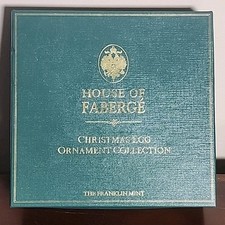 HOUSE OF
FABERGÉ
CHRISTMAS EGG
ORNAMENT COLLECTION
THE FRANKLIN MINT